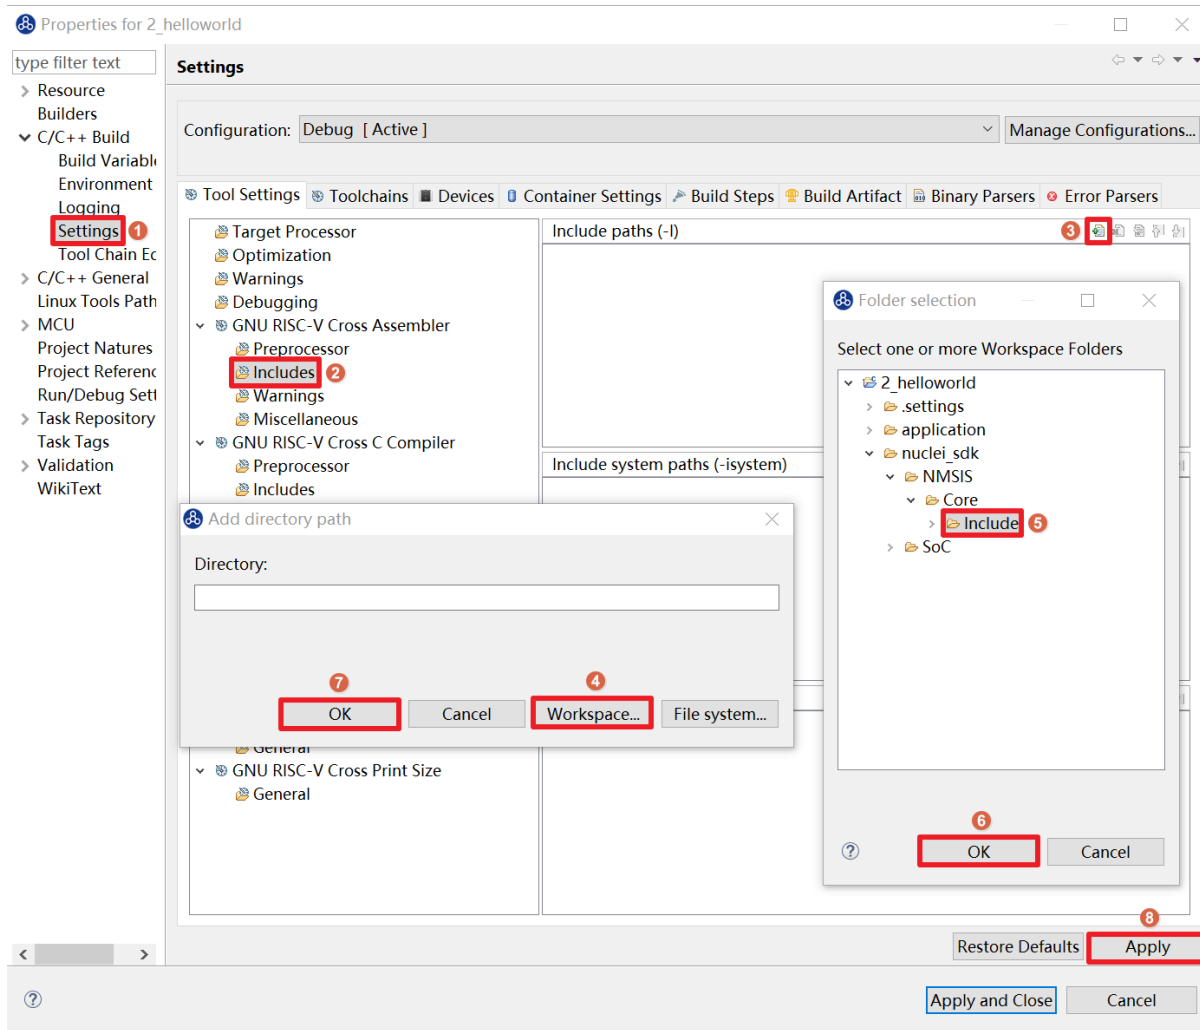 Properties for 2_helloworld
type filter text
Resource
Builders
C/C++ Build
Build Variable
Environment
Logging
Settings 1
Tool Chain Ec
C/C++ General
Linux Tools Path
MCU
Project Natures
Project Referenc
Run/Debug Sett
Task Repository
Task Tags
Validation
WikiText
Settings
Configuration: Debug [ Active ] Manage Configurations...
Tool Settings Toolchains Devices Container Settings Build Steps Build Artifact Binary Parsers Error Parsers
Target Processor
Optimization
Warnings
Debugging
GNU RISC-V Cross Assembler
Preprocessor
Includes 2
Warnings
Miscellaneous
GNU RISC-V Cross C Compiler
Preprocessor
Includes
Include paths (-I) 3
Include system paths (-isystem)
Folder selection
Select one or more Workspace Folders
2_helloworld
.settings
application
nuclei_sdk
NMSIS
Core
Include 5
SoC
6
OK Cancel
Add directory path
Directory:
7 4
OK Cancel Workspace... File system...
General
GNU RISC-V Cross Print Size
General
8
Restore Defaults Apply
Apply and Close Cancel